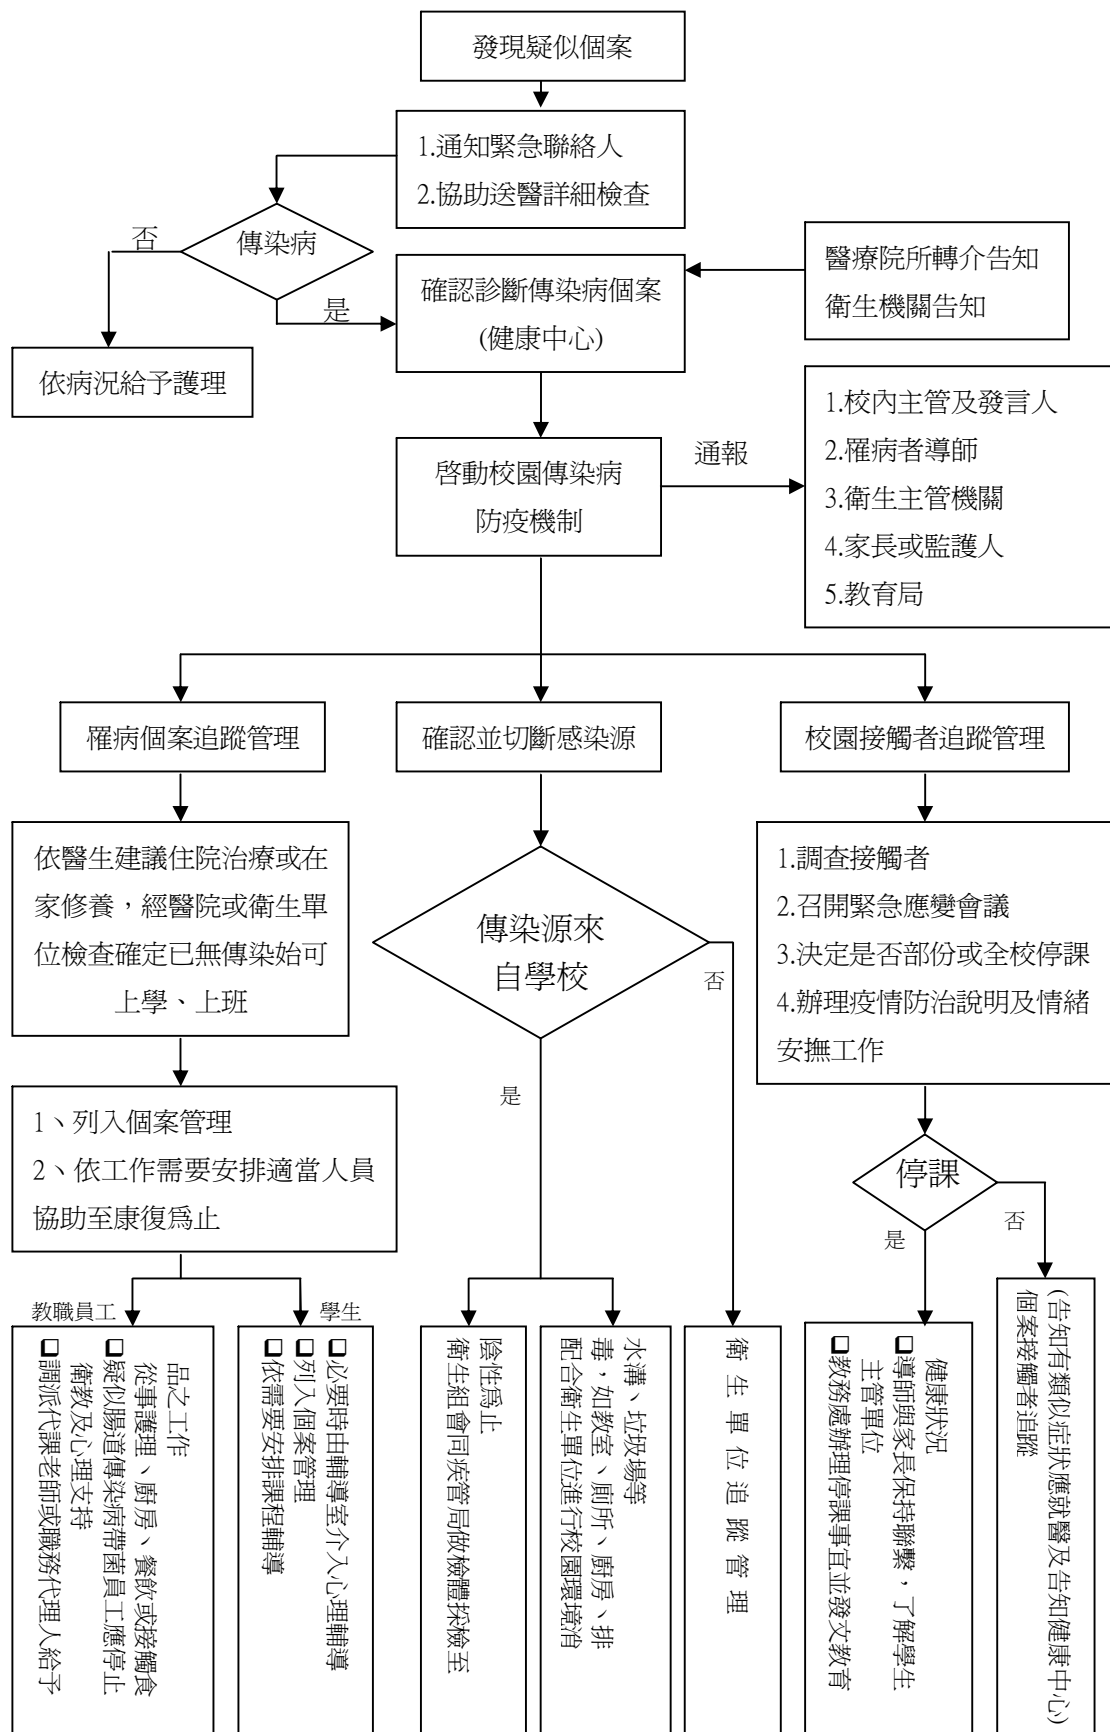 發現疑似個案
1.通知緊急聯絡人
2.協助送醫詳細檢查
傳染病
否
是
確認診斷傳染病個案
(健康中心)
醫療院所轉介告知
衛生機關告知
依病況給予護理
啓動校園傳染病
防疫機制
通報
1.校內主管及發言人
2.罹病者導師
3.衛生主管機關
4.家長或監護人
5.教育局
罹病個案追蹤管理
確認並切斷感染源
校園接觸者追蹤管理
依醫生建議住院治療或在
家修養，經醫院或衛生單
位檢查確定已無傳染始可
上學、上班
傳染源來
自學校
否
是
1.調查接觸者
2.召開緊急應變會議
3.決定是否部份或全校停課
4.辦理疫情防治說明及情緒
安撫工作
1、列入個案管理
2、依工作需要安排適當人員
協助至康復爲止
停課
否
是
教職員工
❑調派代課老師或職務代理人給予
衛教及心理支持
❑疑似腸道傳染病帶菌員工應停止
從事護理、廚房、餐飲或接觸食
品之工作
學生
❑必要時由輔導室介入心理輔導
❑列入個案管理
❑依需要安排課程輔導
衛生組會同疾管局做檢體採檢至
陰性爲止
配合衛生單位進行校園環境消
毒，如教室、廁所、廚房、排
水溝、垃圾場等
衛生單位追蹤管理
❑教務處辦理停課事宜並發文教育
主管單位
❑導師與家長保持聯繫，了解學生
健康狀況
個案接觸者追蹤
(告知有類似症狀應就醫及告知健康中心)